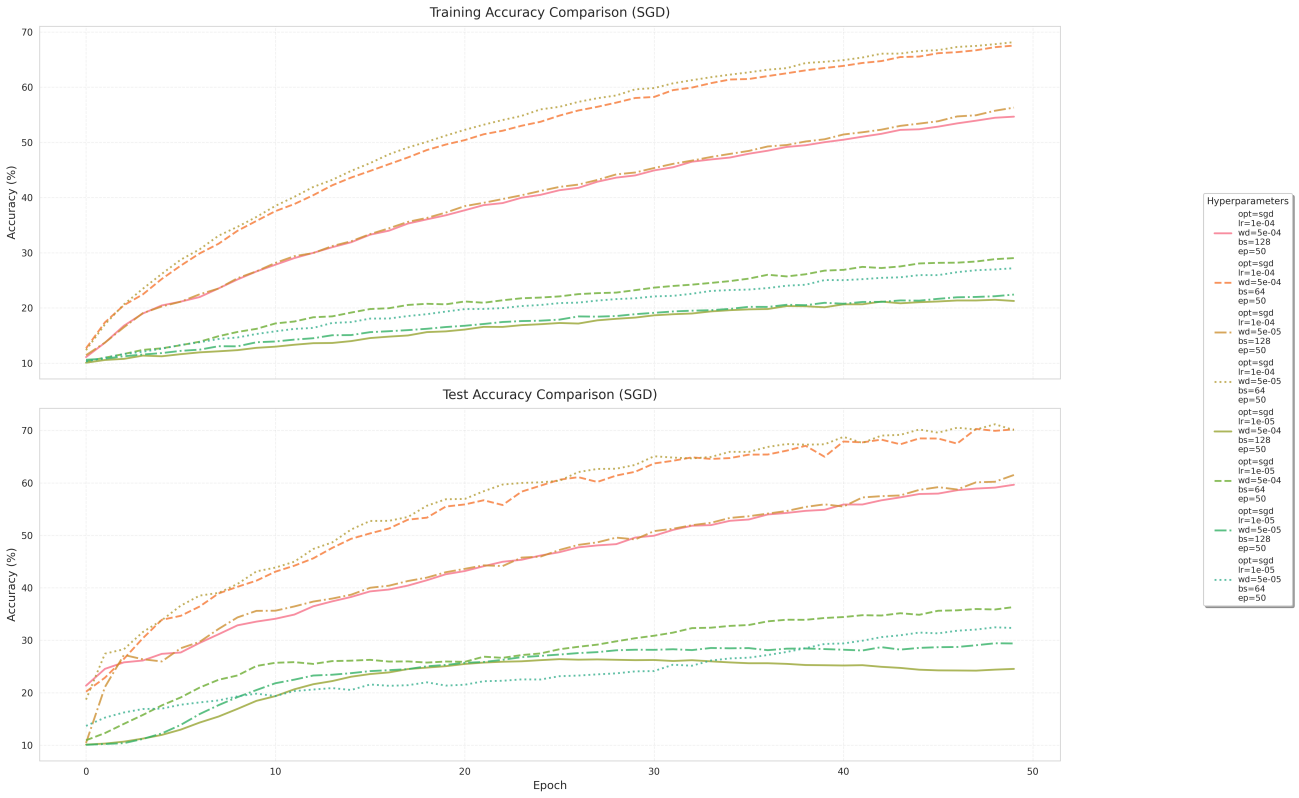 Training Accuracy Comparison (SGD)
70
60
50
40
30
20
10
Accuracy (%)
Test Accuracy Comparison (SGD)
70
60
50
40
30
20
10
Accuracy (%)
0
10
20
30
40
50
Epoch
Hyperparameters
opt=sgd
lr=1e-04
wd=5e-04
bs=128
ep=50
opt=sgd
lr=1e-04
wd=5e-04
bs=64
ep=50
opt=sgd
lr=1e-04
wd=5e-05
bs=128
ep=50
opt=sgd
lr=1e-04
wd=5e-05
bs=64
ep=50
opt=sgd
lr=1e-05
wd=5e-04
bs=128
ep=50
opt=sgd
lr=1e-05
wd=5e-04
bs=64
ep=50
opt=sgd
lr=1e-05
wd=5e-05
bs=128
ep=50
opt=sgd
lr=1e-05
wd=5e-05
bs=64
ep=50